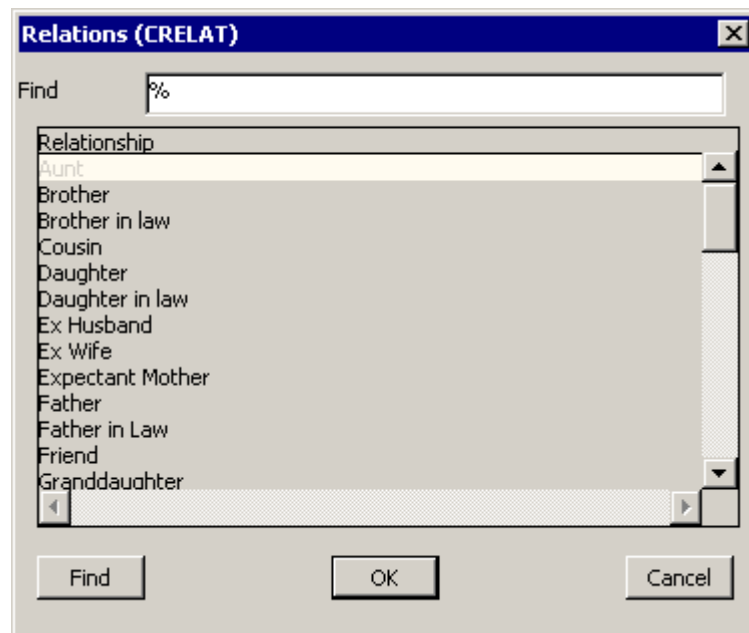 Relations (CRELAT)
Find %
Relationship
Aunt
Brother
Brother in law
Cousin
Daughter
Daughter in law
Ex Husband
Ex Wife
Expectant Mother
Father
Father in Law
Friend
Granddaughter
Find OK Cancel